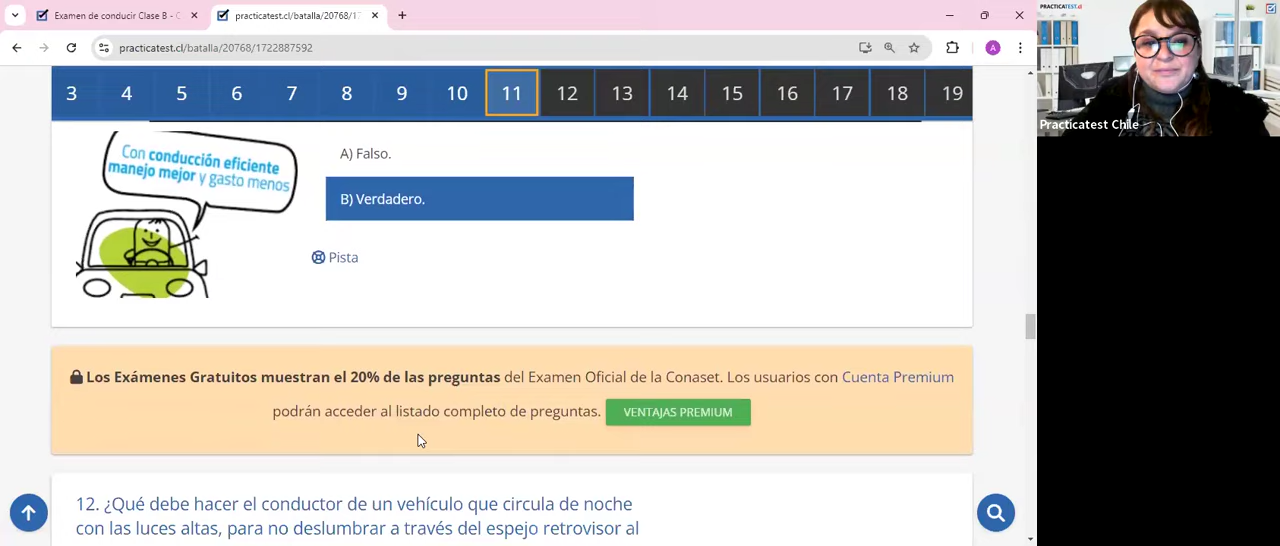 Examen de conducir Clase B - C
practicatest.cl/batalla/20768/17
practicatest.cl/batalla/20768/1722887592
A
PRACTICATEST.cl
Practicatest Chile
3 4 5 6 7 8 9 10 11 12 13 14 15 16 17 18 19
Con conducción eficiente
manejo mejor y gasto menos
A) Falso.
B) Verdadero.
Pista
Los Exámenes Gratuitos muestran el 20% de las preguntas del Examen Oficial de la Conaset. Los usuarios con Cuenta Premium
podrán acceder al listado completo de preguntas. VENTAJAS PREMIUM
12. ¿Qué debe hacer el conductor de un vehículo que circula de noche
con las luces altas, para no deslumbrar a través del espejo retrovisor al